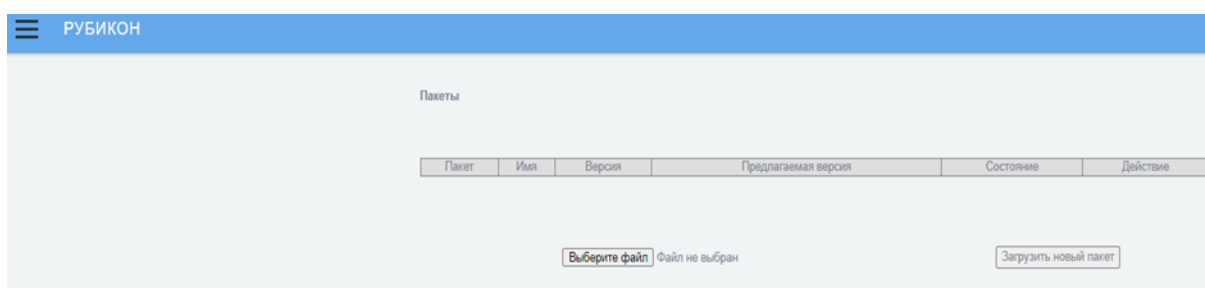 РУБИКОН
Пакеты
Пакет Имя Версия Предлагаемая версия Состояние Действие
Выберите файл Файл не выбран Загрузить новый пакет